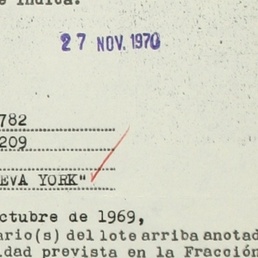 e indica.
27 NOV. 1970
782
209
EVA YORK"
ctubre de 1969,
ario(s) del lote arriba anotad
idad prevista en la Fracción